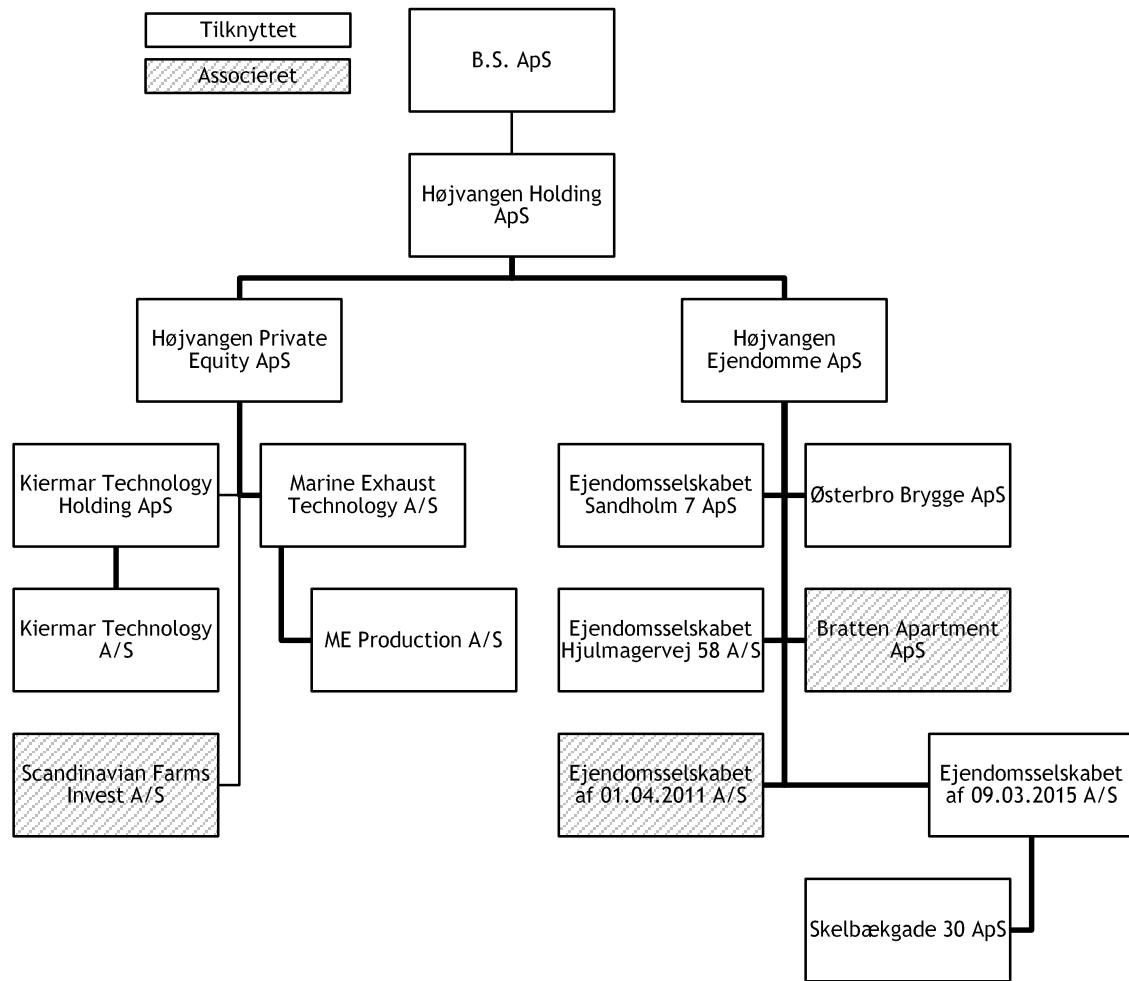 Tilknyttet
Associeret
B.S. ApS
Højvangen Holding
ApS
Højvangen Private
Equity ApS
Højvangen
Ejendomme ApS
Kiermar Technology
Holding ApS
Marine Exhaust
Technology A/S
Ejendomsselskabet
Sandholm 7 ApS
Østerbro Brygge ApS
Kiermar Technology
A/S
ME Production A/S
Ejendomsselskabet
Hjulmagervej 58 A/S
Bratten Apartment
ApS
Scandinavian Farms
Invest A/S
Ejendomsselskabet
af 01.04.2011 A/S
Ejendomsselskabet
af 09.03.2015 A/S
Skelbækgade 30 ApS